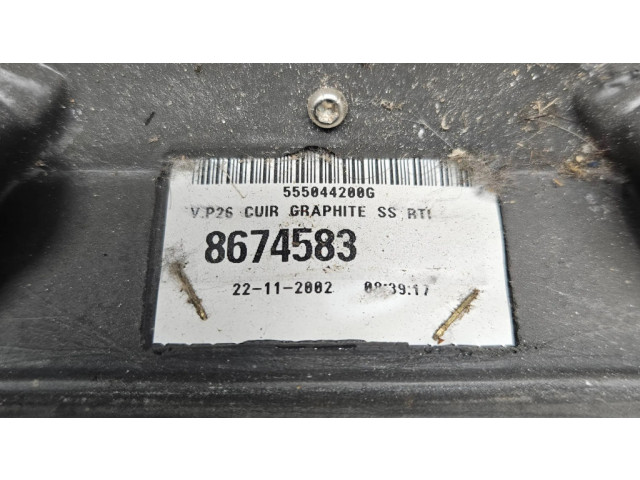 555044200G
V.P26 CUIR GRAPHITE SS RTI
8674583
22-11-2002 08:39:17